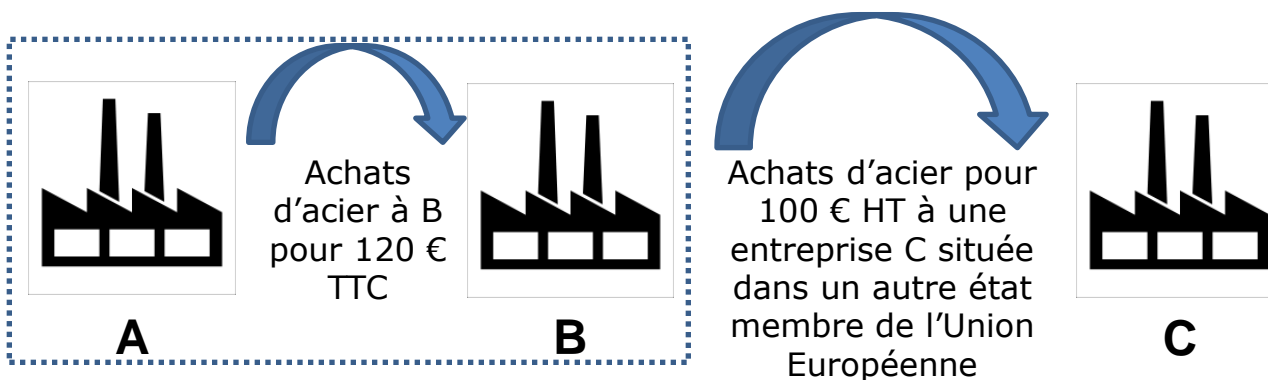 Achats
d’acier à B
pour 120 €
TTC
Achats d’acier pour
100 € HT à une
entreprise C située
dans un autre état
membre de l’Union
Européenne
A
B
C